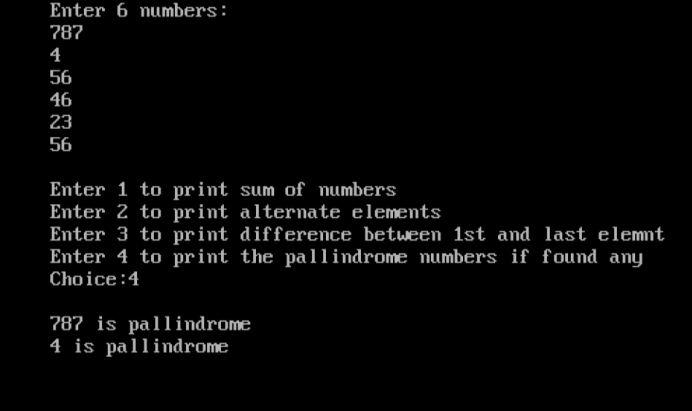 Enter 6 numbers:
787
4
56
46
23
56
Enter 1 to print sum of numbers
Enter 2 to print alternate elements
Enter 3 to print difference between 1st and last elemnt
Enter 4 to print the pallindrome numbers if found any
Choice:4
787 is pallindrome
4 is pallindrome